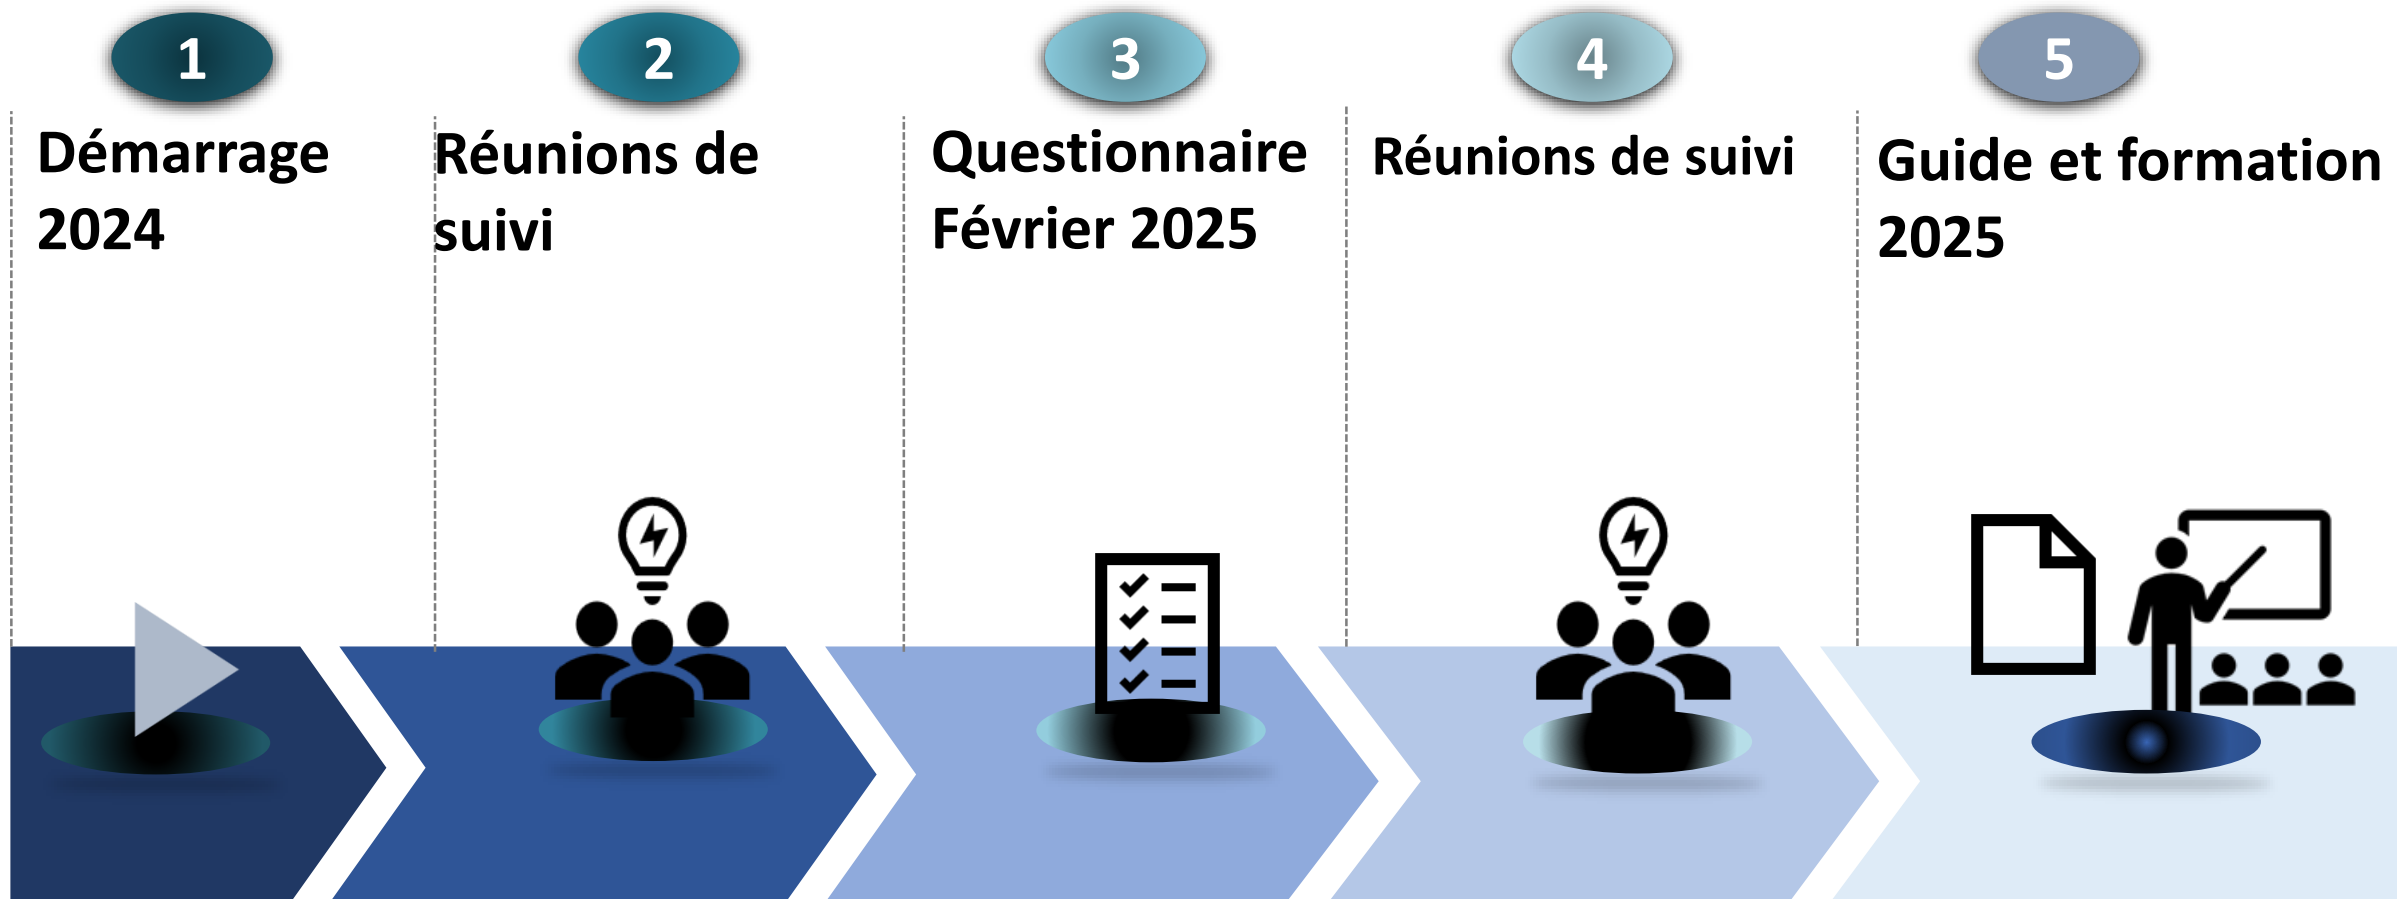 1
Démarrage
2024
2
Réunions de
suivi
3
Questionnaire
Février 2025
4
Réunions de suivi
5
Guide et formation
2025